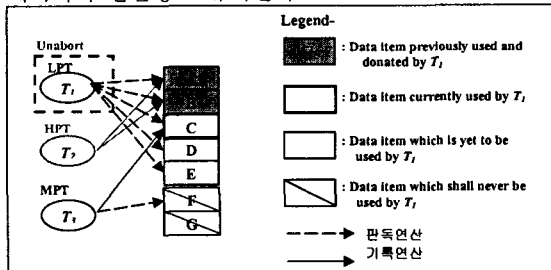 Unabort
LPT
T₁
HPT
MPT
C
D
E
F
G
Legend-
: Data item previously used and
donated by T₁
: Data item currently used by T₁
: Data item which is yet to be
used by T₁
: Data item which shall never be
used by T₁
판독연산
기록연산